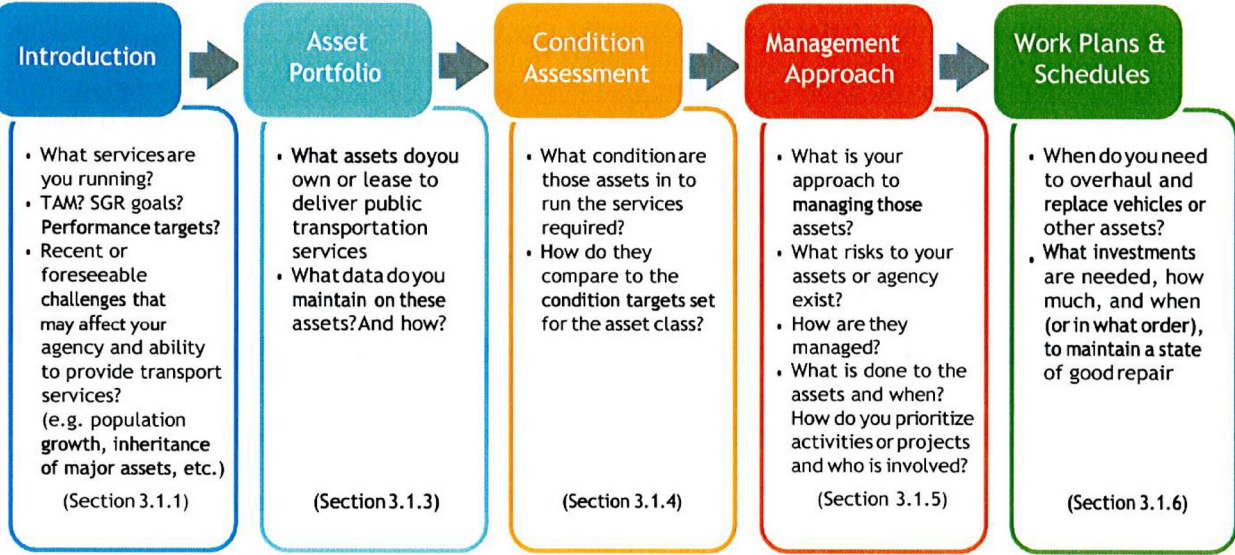 Introduction
Asset
Portfolio
Condition
Assessment
Management
Approach
Work Plans &
Schedules
• What services are
you running?
• TAM? SGR goals?
Performance targets?
• Recent or
foreseeable
challenges that
may affect your
agency and ability
to provide transport
services?
(e.g. population
growth, inheritance
of major assets, etc.)
(Section 3.1.1)
• What assets do you
own or lease to
deliver public
transportation
services
• What data do you
maintain on these
assets? And how?
(Section 3.1.3)
• What condition are
those assets in to
run the services
required?
• How do they
compare to the
condition targets set
for the asset class?
(Section 3.1.4)
• What is your
approach to
managing those
assets?
• What risks to your
assets or agency
exist?
• How are they
managed?
• What is done to the
assets and when?
How do you prioritize
activities or projects
and who is involved?
(Section 3.1.5)
• When do you need
to overhaul and
replace vehicles or
other assets?
• What investments
are needed, how
much, and when
(or in what order),
to maintain a state
of good repair
(Section 3.1.6)